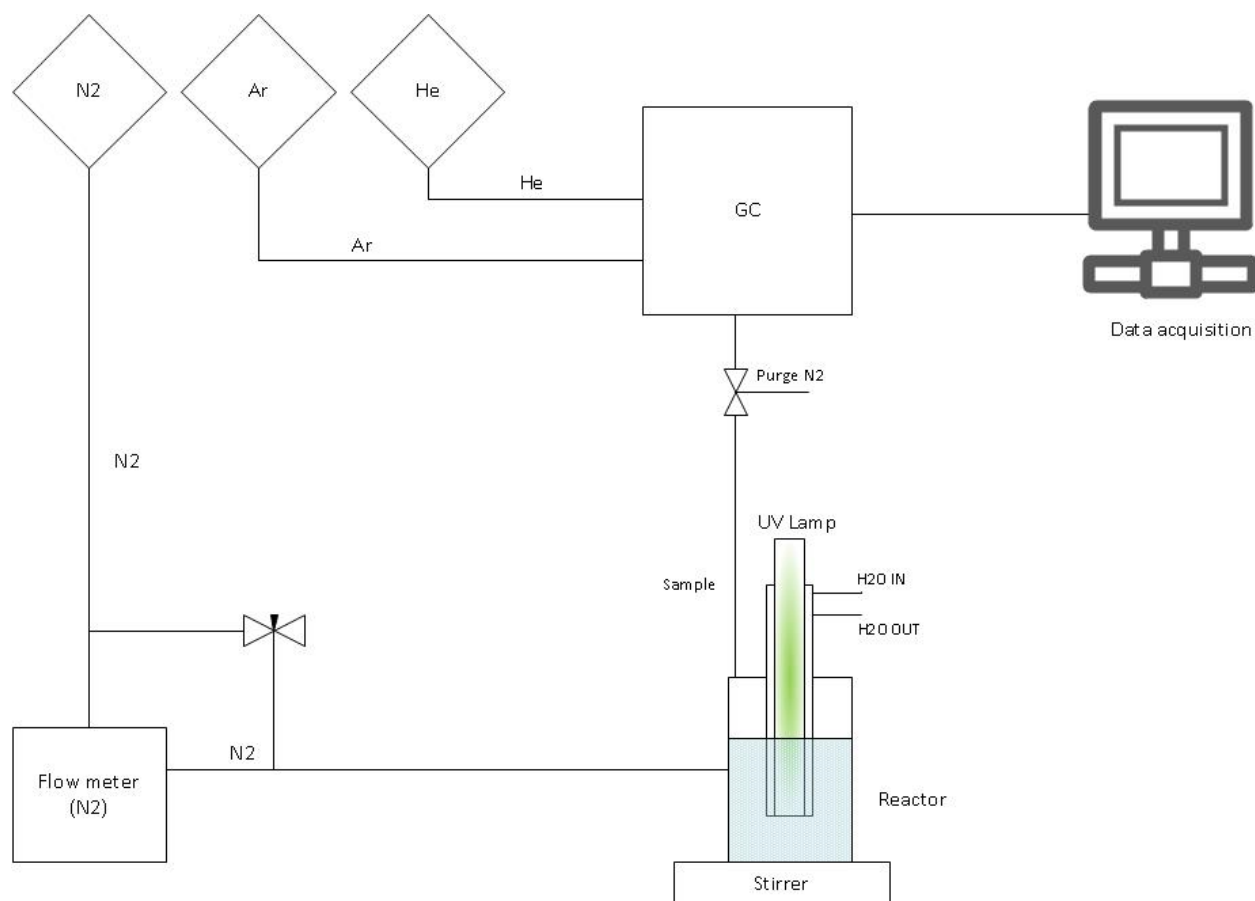 N2
Ar
He
He
GC
Ar
Data acquisition
Purge N2
N2
UV Lamp
Sample
H2O IN
H2O OUT
N2
Flow meter
(N2)
Reactor
Stirrer